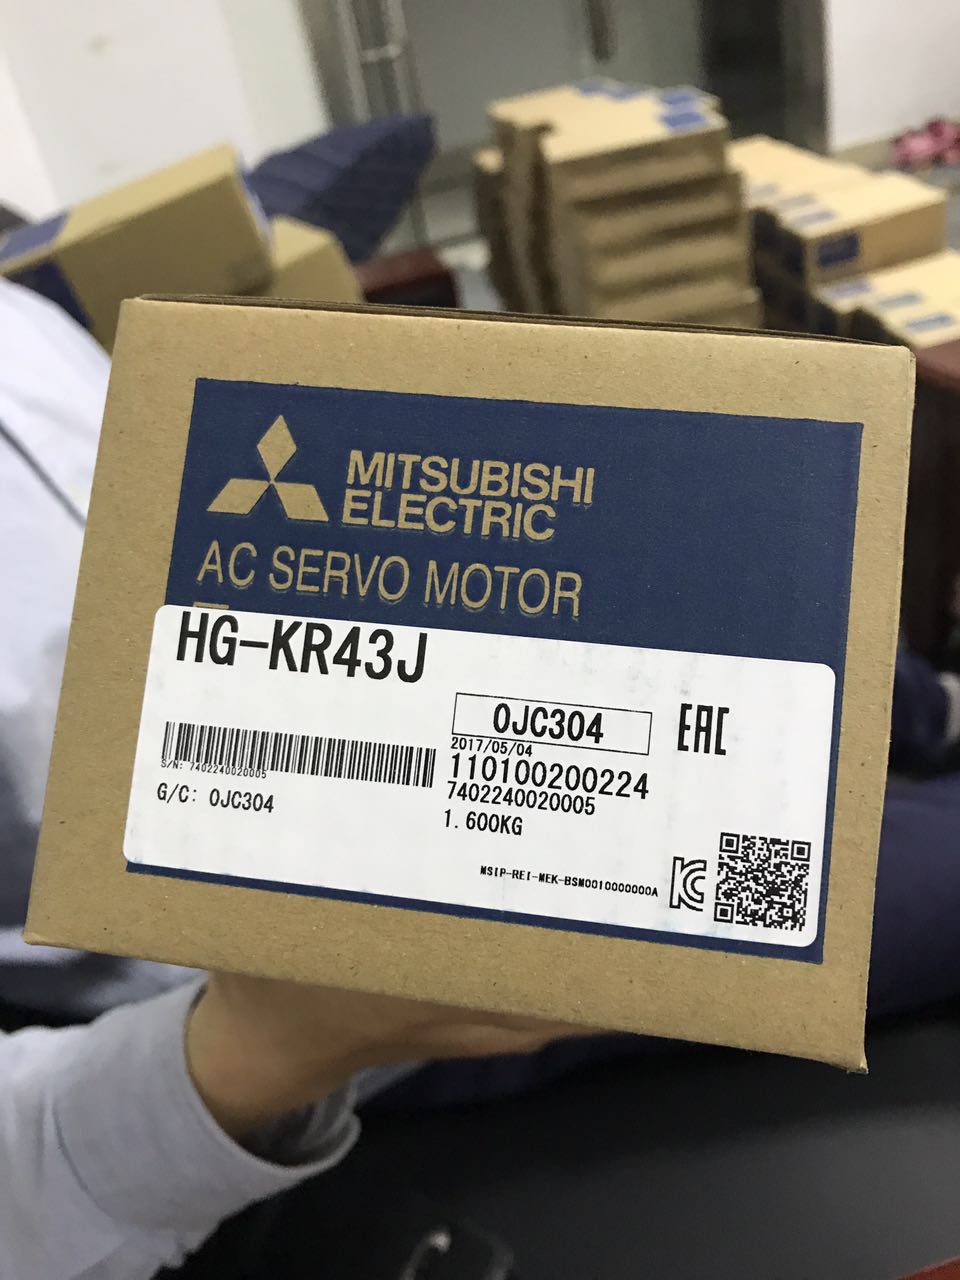 MITSUBISHI
ELECTRIC
AC SERVO MOTOR
HG-KR43J
0JC304
EAC
2017/05/04
110100200224
S/N: 7402240020005
7402240020005
G/C: 0JC304
1.600KG
MSIP-REI-MEK-BSM0010000000A
KC